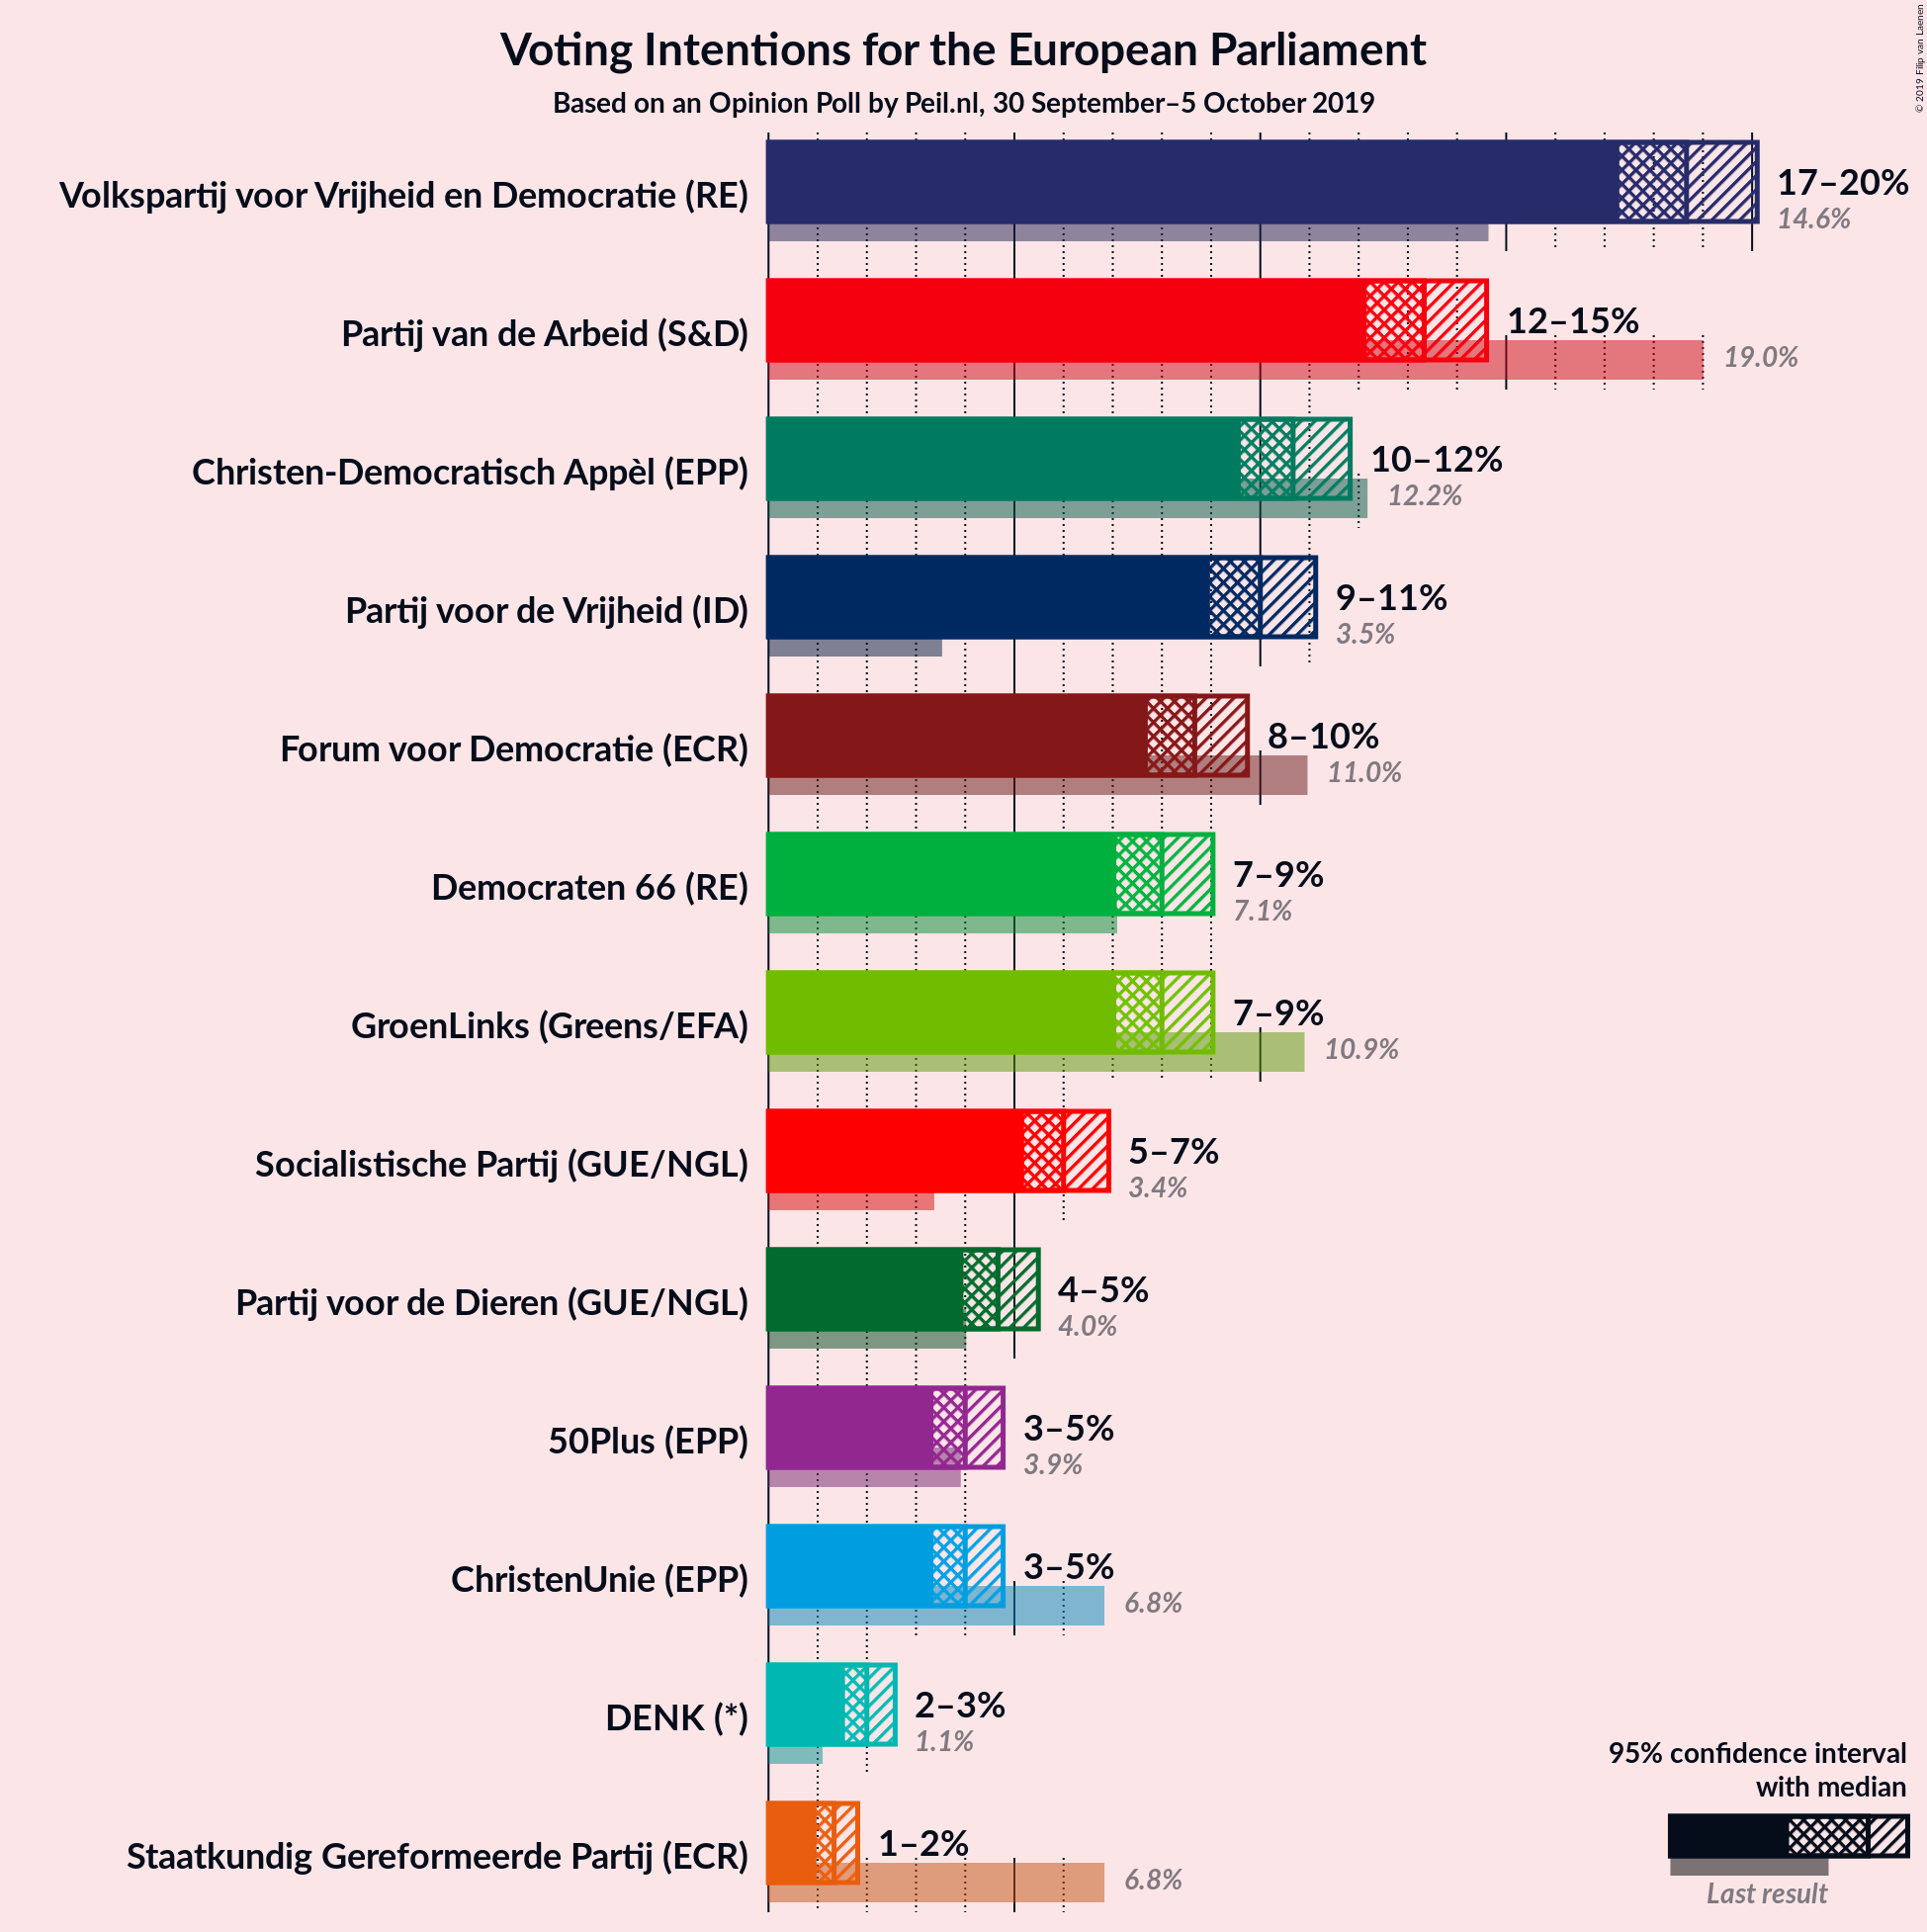 Voting Intentions for the European Parliament
Based on an Opinion Poll by Peil.nl, 30 September–5 October 2019
© 2019 Filip van Laenen
Volkspartij voor Vrijheid en Democratie (RE)
17–20%
14.6%
Partij van de Arbeid (S&D)
12–15%
19.0%
Christen-Democratisch Appèl (EPP)
10–12%
12.2%
Partij voor de Vrijheid (ID)
9–11%
3.5%
Forum voor Democratie (ECR)
8–10%
11.0%
Democraten 66 (RE)
7–9%
7.1%
GroenLinks (Greens/EFA)
7–9%
10.9%
Socialistische Partij (GUE/NGL)
5–7%
3.4%
Partij voor de Dieren (GUE/NGL)
4–5%
4.0%
50Plus (EPP)
3–5%
3.9%
ChristenUnie (EPP)
3–5%
6.8%
DENK (*)
2–3%
1.1%
Staatkundig Gereformeerde Partij (ECR)
1–2%
6.8%
95% confidence interval
with median
Last result